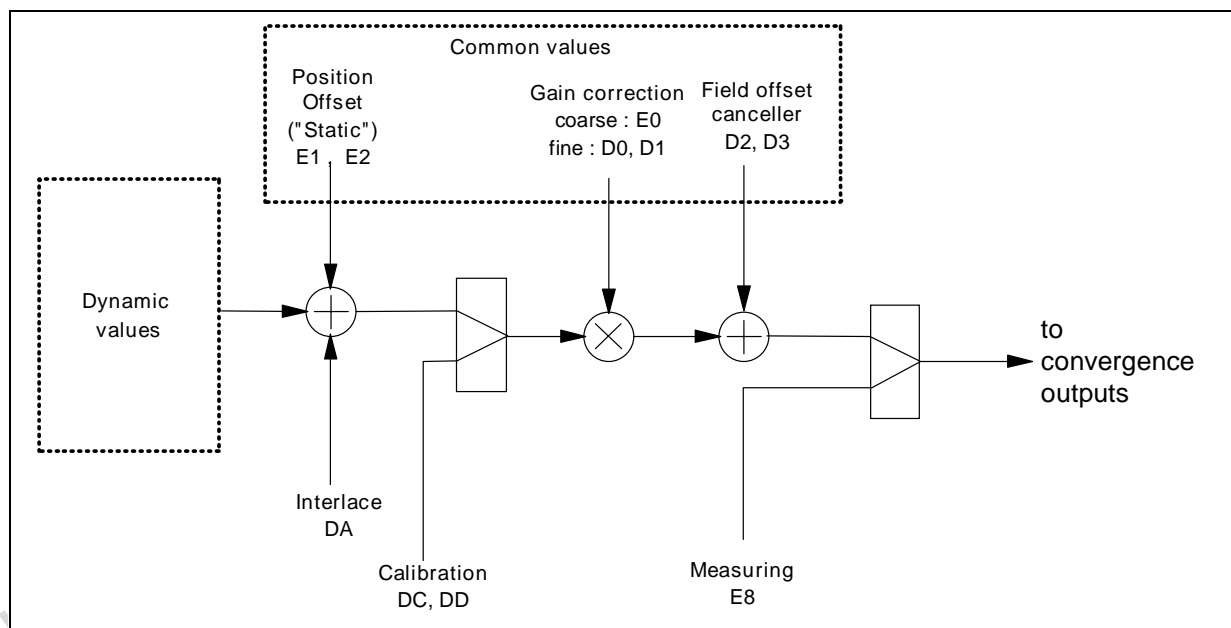 Common values
Position
Offset
("Static")
E1 , E2
Gain correction
coarse : E0
fine : D0, D1
Field offset
canceller
D2, D3
Dynamic
values
to
convergence
outputs
Interlace
DA
Calibration
DC, DD
Measuring
E8